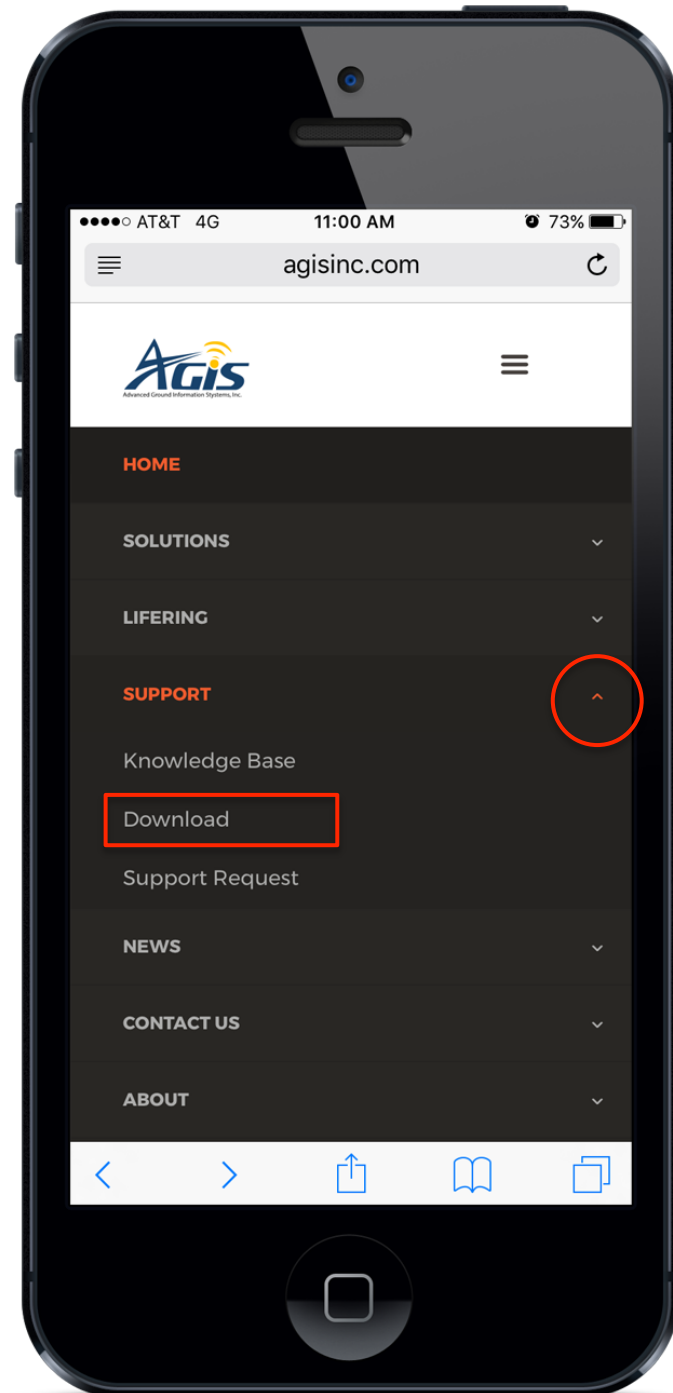 AT&T 4G 11:00 AM 73%
agisinc.com
AGIS
Advanced Ground Information Systems, Inc.
HOME
SOLUTIONS
LIFERING
SUPPORT
Knowledge Base
Download
Support Request
NEWS
CONTACT US
ABOUT